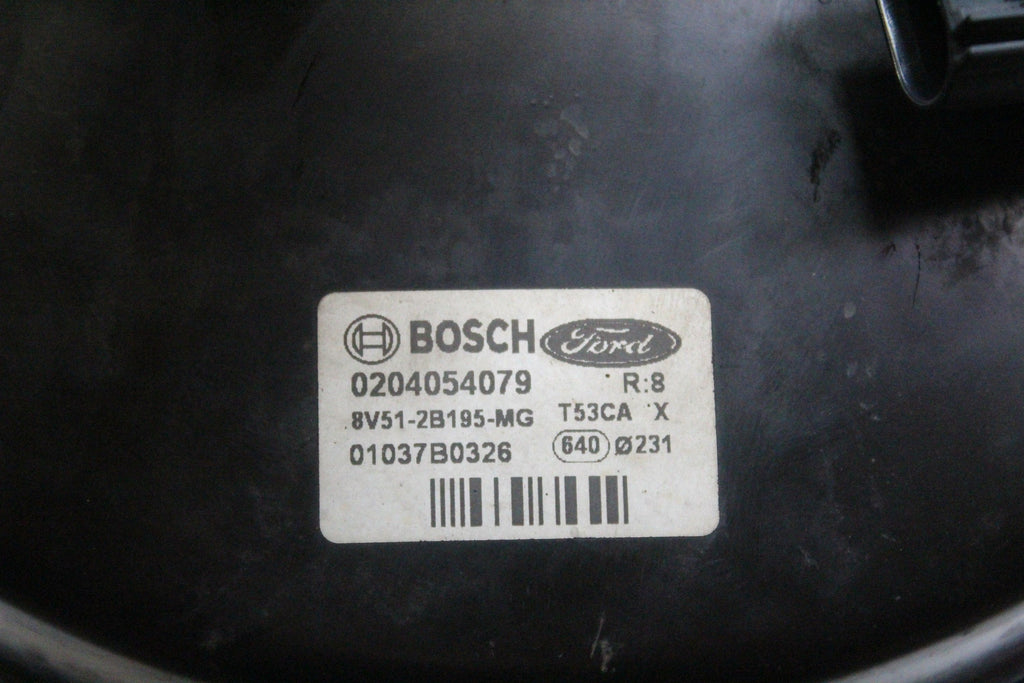 BOSCH Ford
0204054079 R:8
8V51-2B195-MG T53CA X
01037B0326 640 Ø231